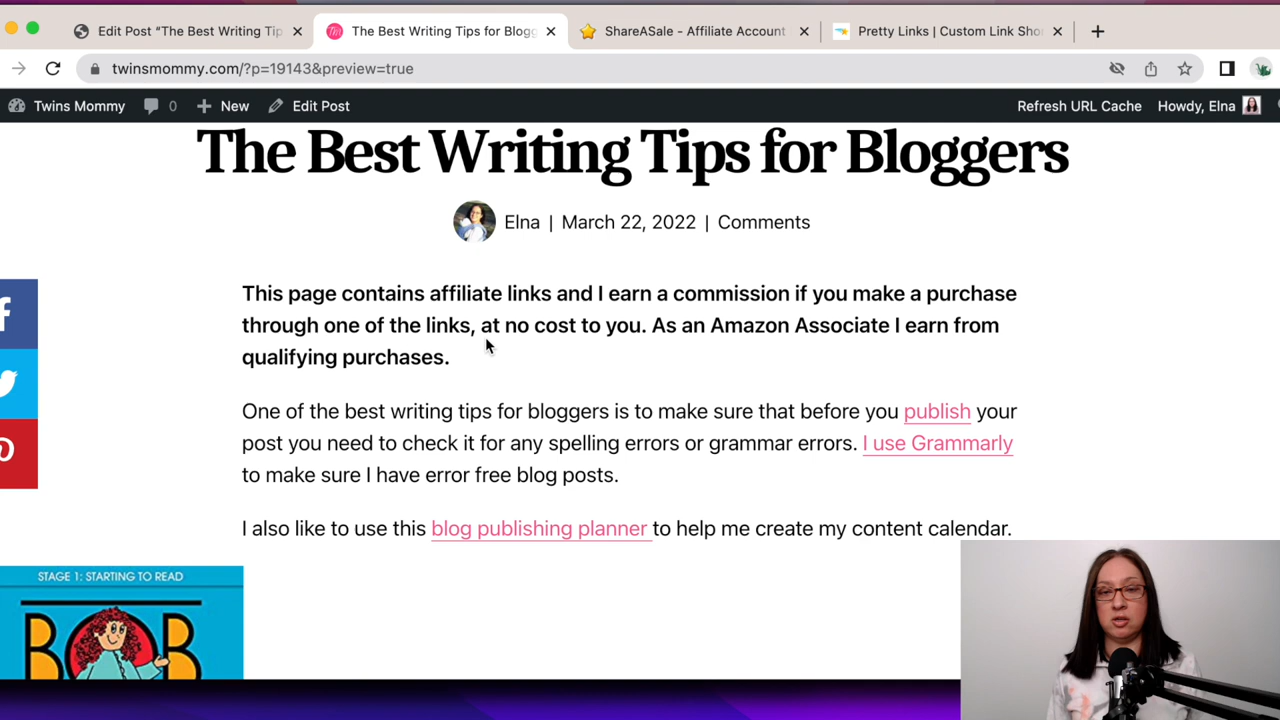 Edit Post "The Best Writing Tip
The Best Writing Tips for Blogg
ShareASale - Affiliate Account
Pretty Links | Custom Link Sho
twinsmommy.com/?p=19143&preview=true
Twins Mommy 0 New Edit Post Refresh URL Cache Howdy, Elna
The Best Writing Tips for Bloggers
Elna | March 22, 2022 | Comments
This page contains affiliate links and I earn a commission if you make a purchase
through one of the links, at no cost to you. As an Amazon Associate I earn from
qualifying purchases.
One of the best writing tips for bloggers is to make sure that before you publish your
post you need to check it for any spelling errors or grammar errors. I use Grammarly
to make sure I have error free blog posts.
I also like to use this blog publishing planner to help me create my content calendar.
STAGE 1: STARTING TO READ
BOB